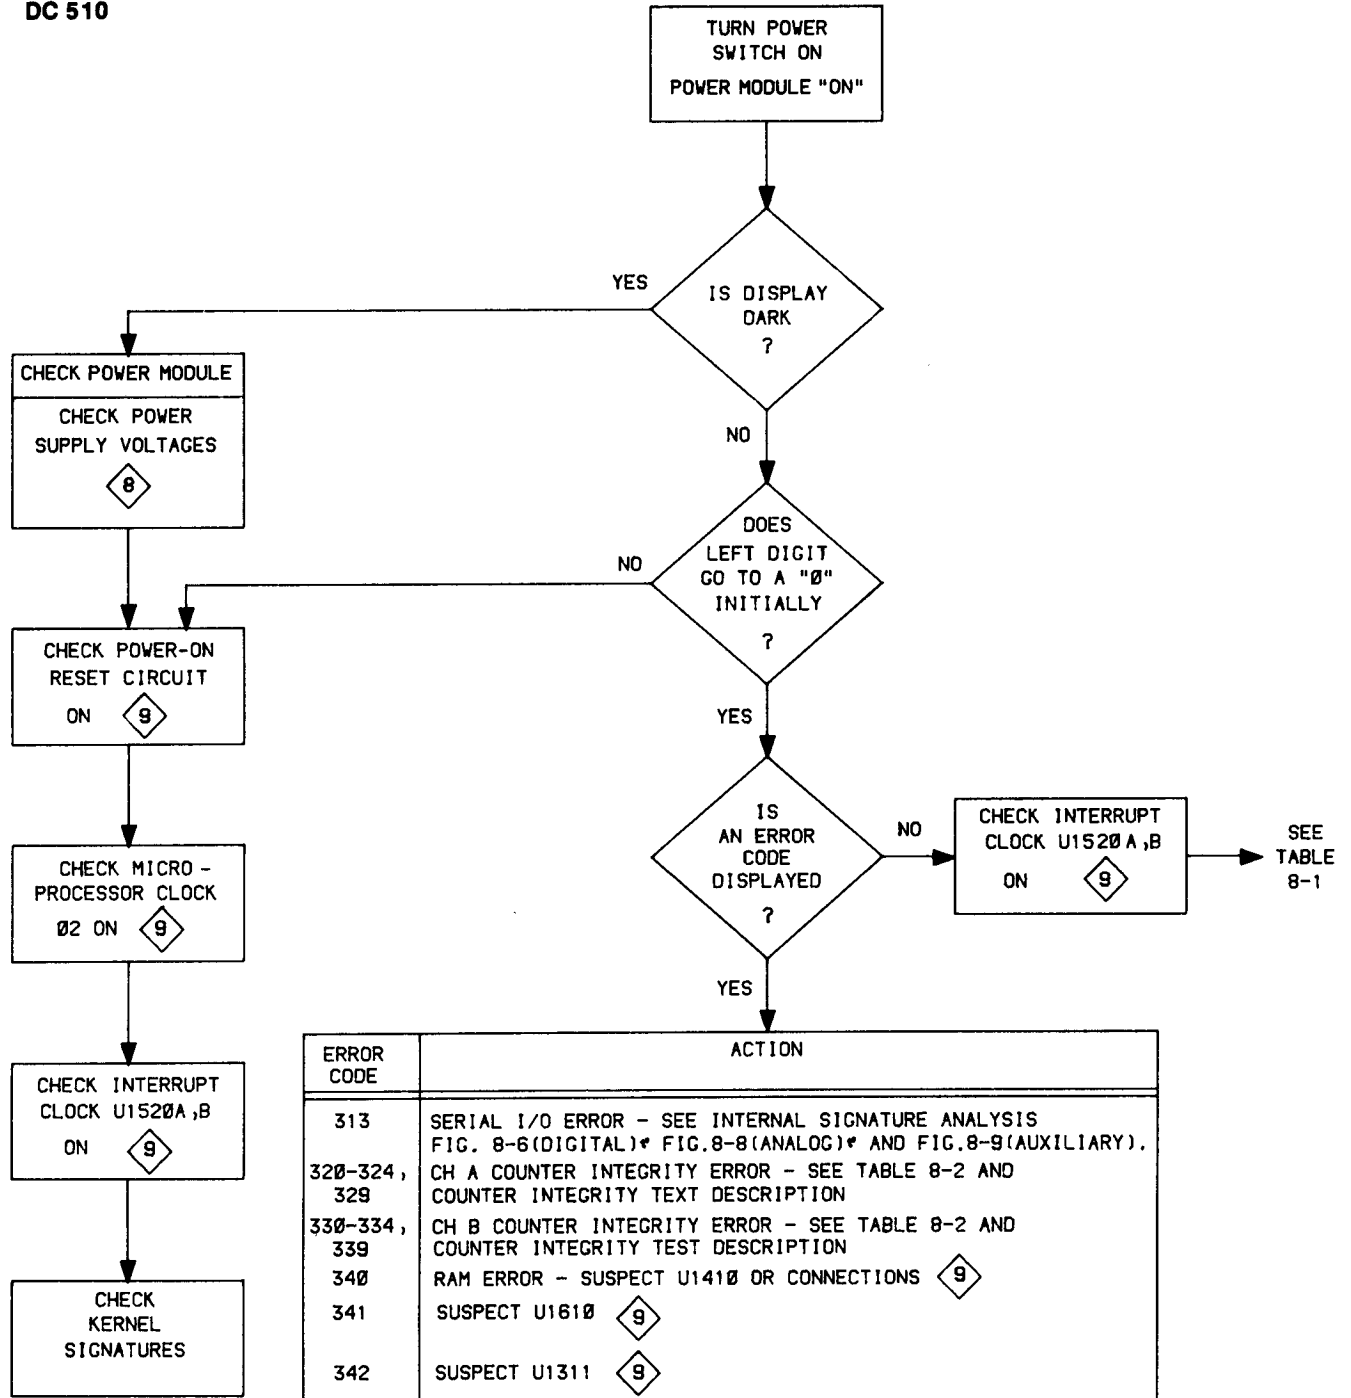 DC 510
TURN POWER
SWITCH ON
POWER MODULE "ON"
IS DISPLAY
DARK
?
YES
NO
CHECK POWER MODULE
CHECK POWER
SUPPLY VOLTAGES
8
DOES
LEFT DIGIT
GO TO A "Ø"
INITIALLY
?
NO
YES
CHECK POWER-ON
RESET CIRCUIT
ON 9
IS
AN ERROR
CODE
DISPLAYED
?
NO
YES
CHECK INTERRUPT
CLOCK U152ØA,B
ON 9
SEE
TABLE
8-1
CHECK MICRO-
PROCESSOR CLOCK
Ø2 ON 9
CHECK INTERRUPT
CLOCK U152ØA,B
ON 9
CHECK
KERNEL
SIGNATURES
ERROR
CODE
ACTION
313 SERIAL I/O ERROR - SEE INTERNAL SIGNATURE ANALYSIS
FIG. 8-6(DIGITAL), FIG.8-8(ANALOG), AND FIG.8-9(AUXILIARY).
32Ø-324, CH A COUNTER INTEGRITY ERROR - SEE TABLE 8-2 AND
329 COUNTER INTEGRITY TEXT DESCRIPTION
33Ø-334, CH B COUNTER INTEGRITY ERROR - SEE TABLE 8-2 AND
339 COUNTER INTEGRITY TEST DESCRIPTION
34Ø RAM ERROR - SUSPECT U141Ø OR CONNECTIONS 9
341 SUSPECT U161Ø 9
342 SUSPECT U1311 9